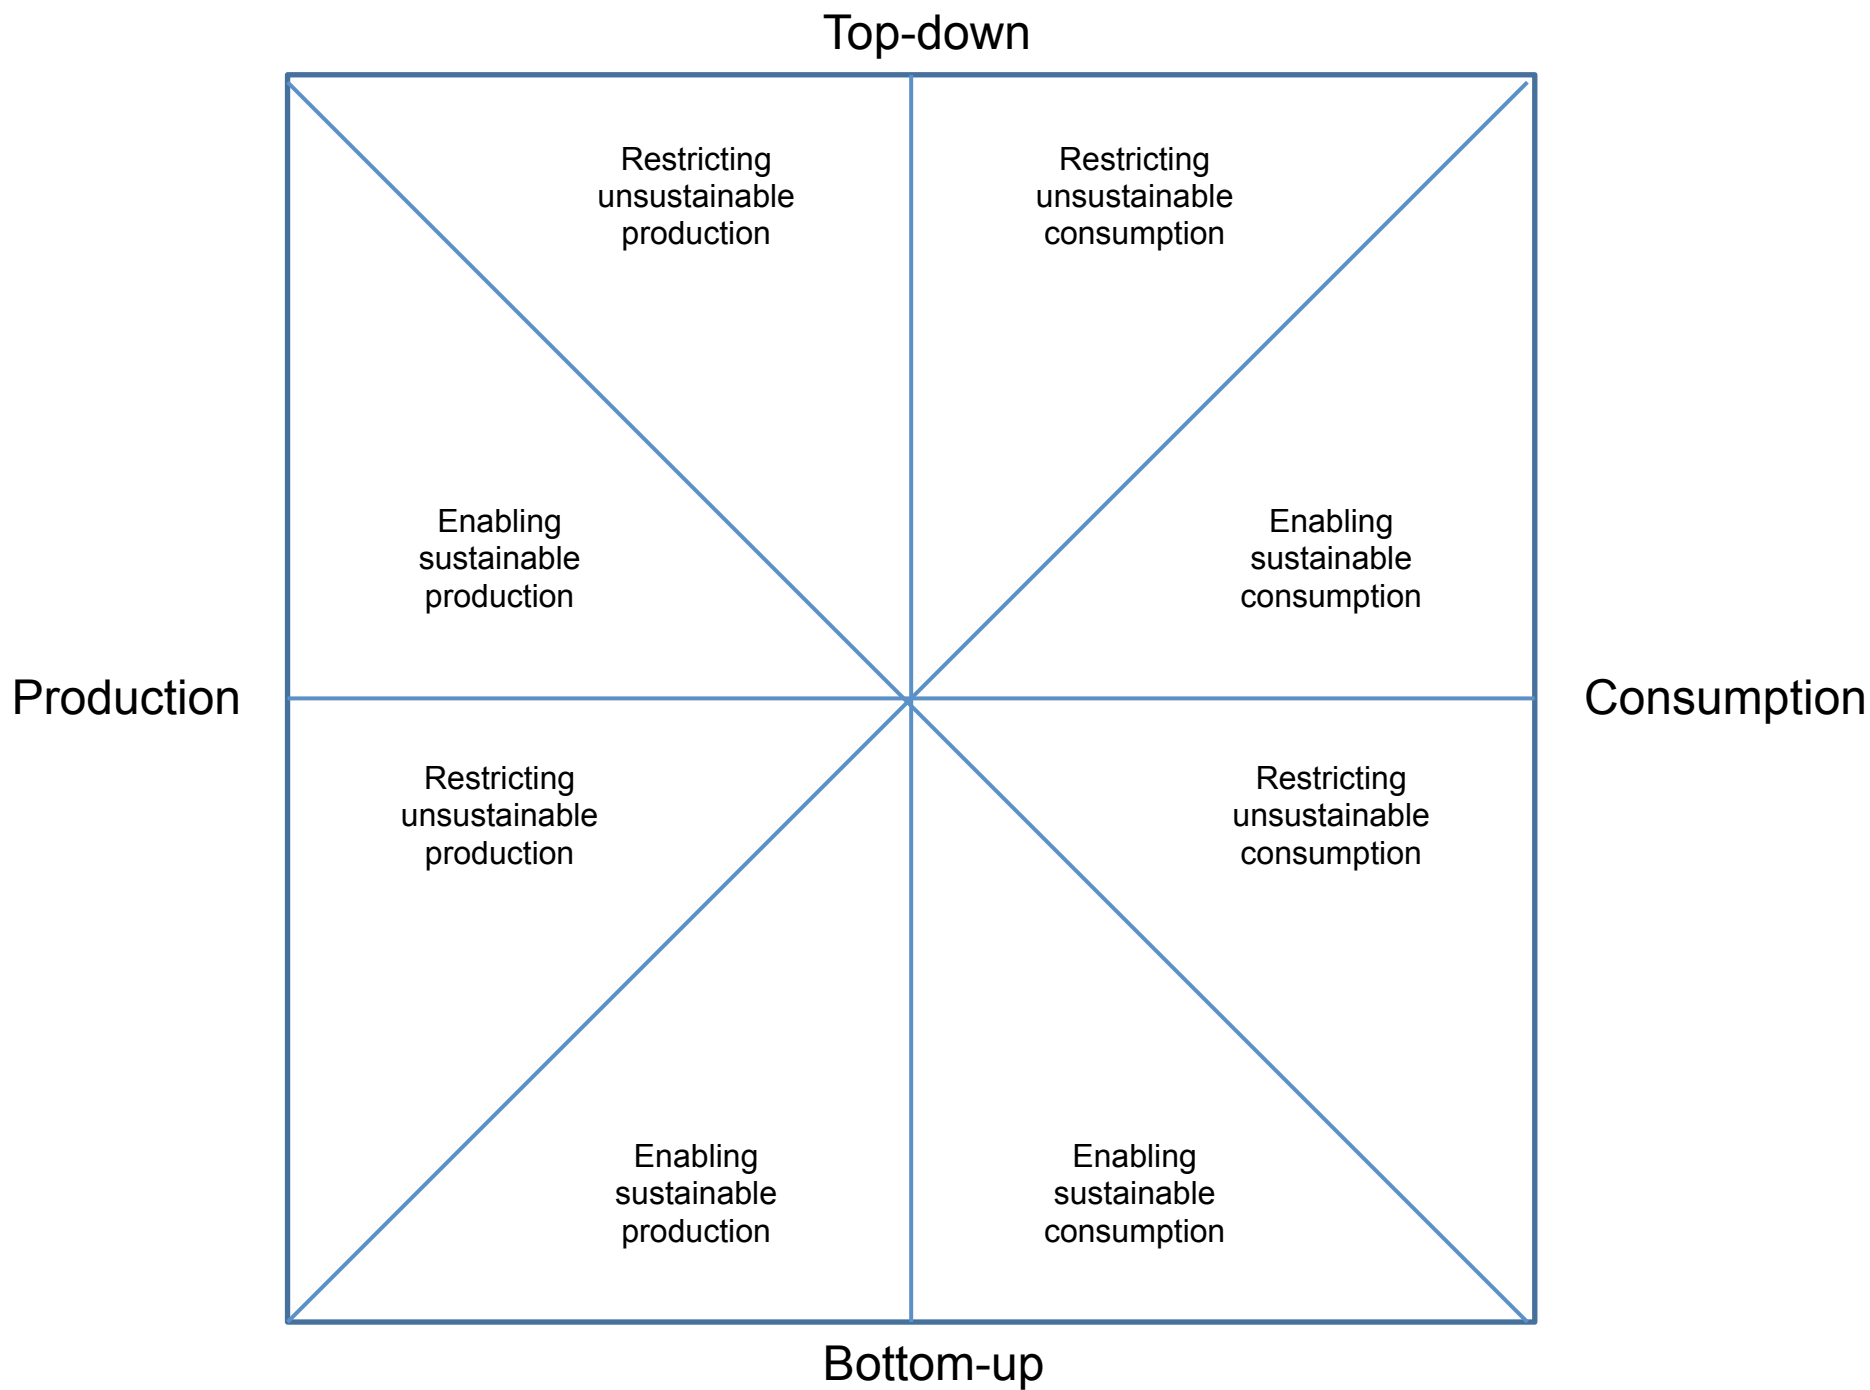 Top-down
Restricting
unsustainable
production
Restricting
unsustainable
consumption
Enabling
sustainable
production
Enabling
sustainable
consumption
Production
Consumption
Restricting
unsustainable
production
Restricting
unsustainable
consumption
Enabling
sustainable
production
Enabling
sustainable
consumption
Bottom-up